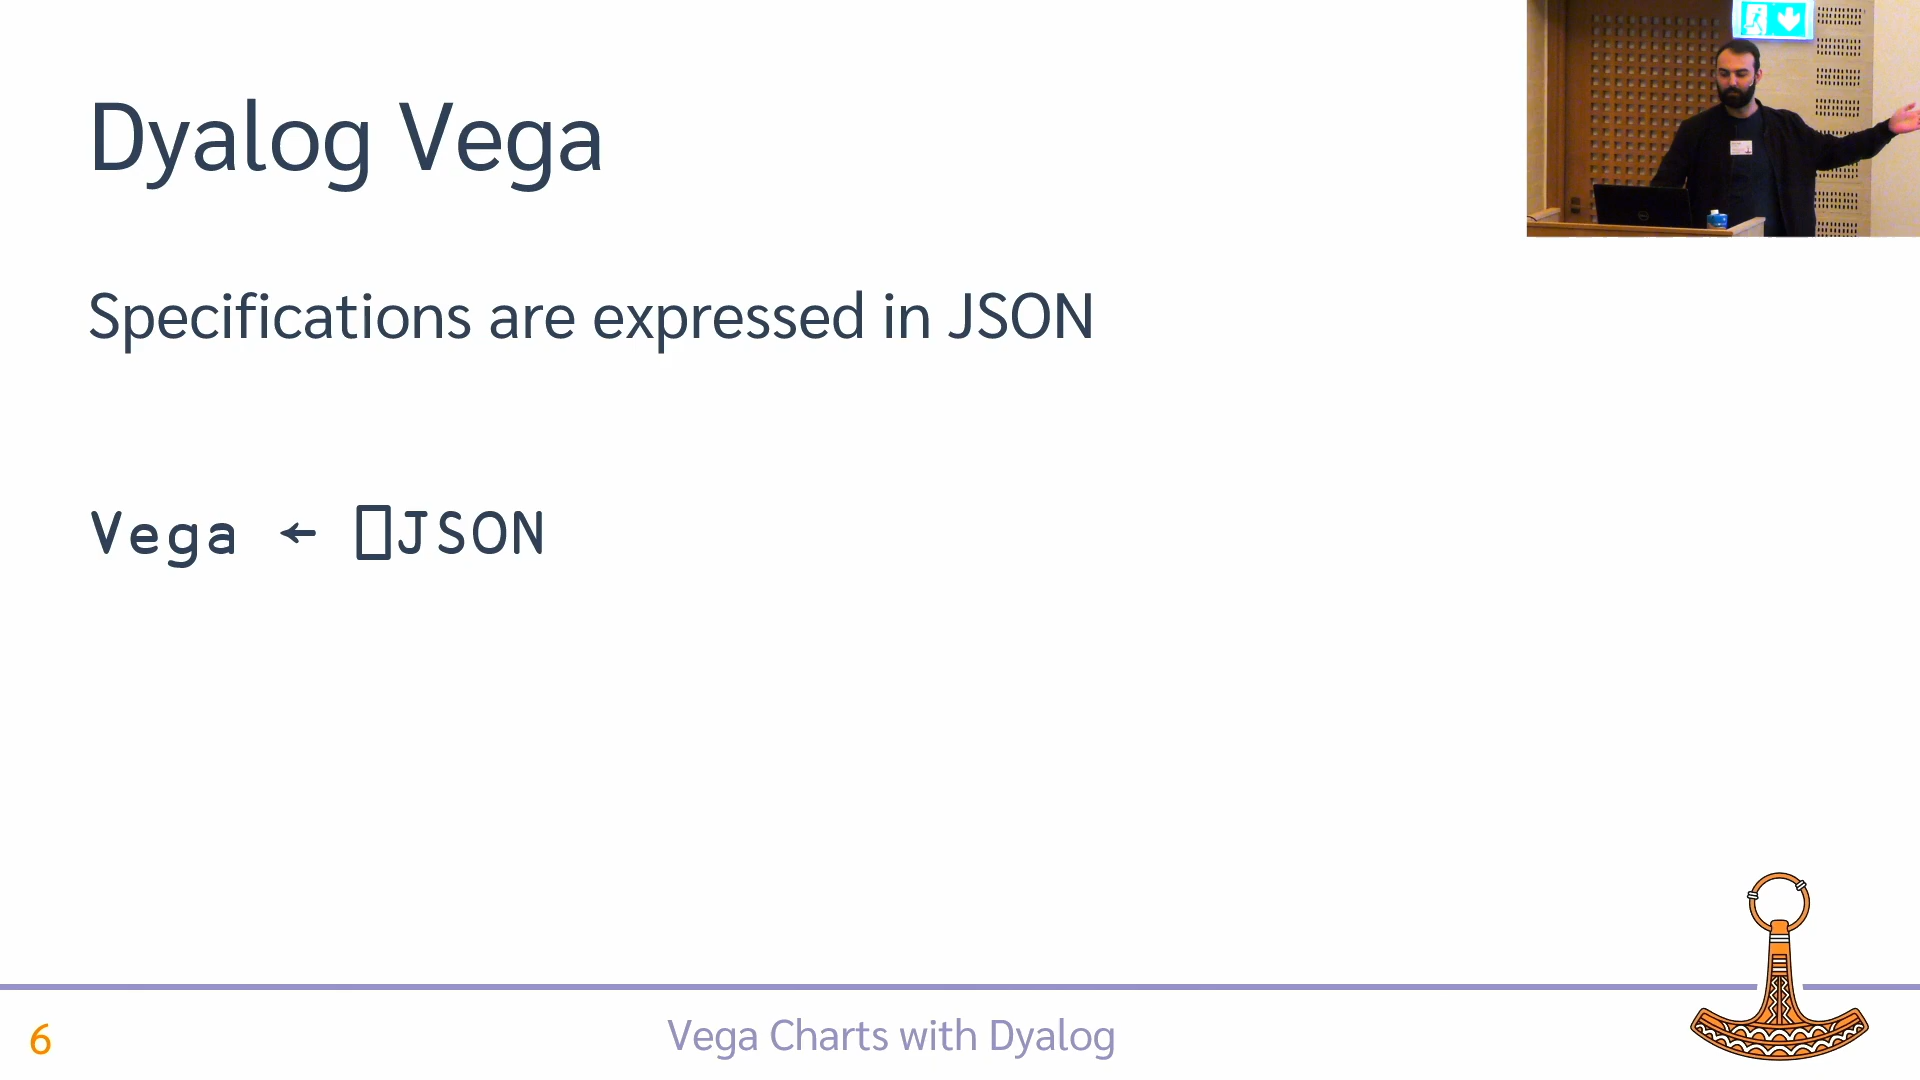 Dyalog Vega
Specifications are expressed in JSON
Vega ← ⎕JSON
6
Vega Charts with Dyalog